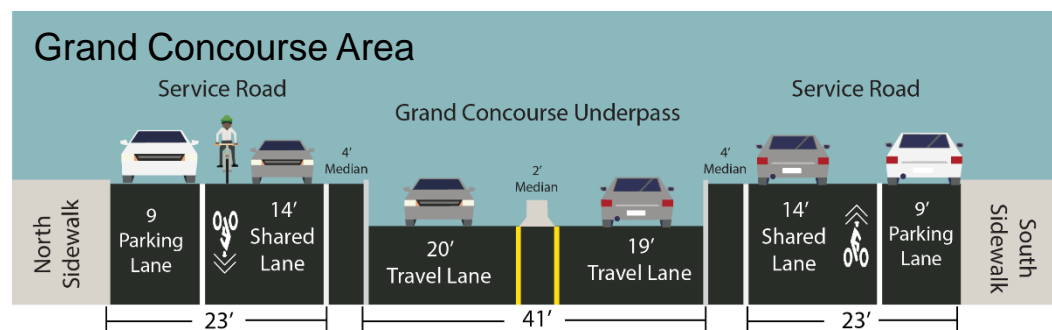 Grand Concourse Area
Service Road
Service Road
Grand Concourse Underpass
4'
Median
2'
Median
4'
Median
North
Sidewalk
9
Parking
Lane
14'
Shared
Lane
20'
Travel Lane
19'
Travel Lane
14'
Shared
Lane
9'
Parking
Lane
South
Sidewalk
23'
41'
23'